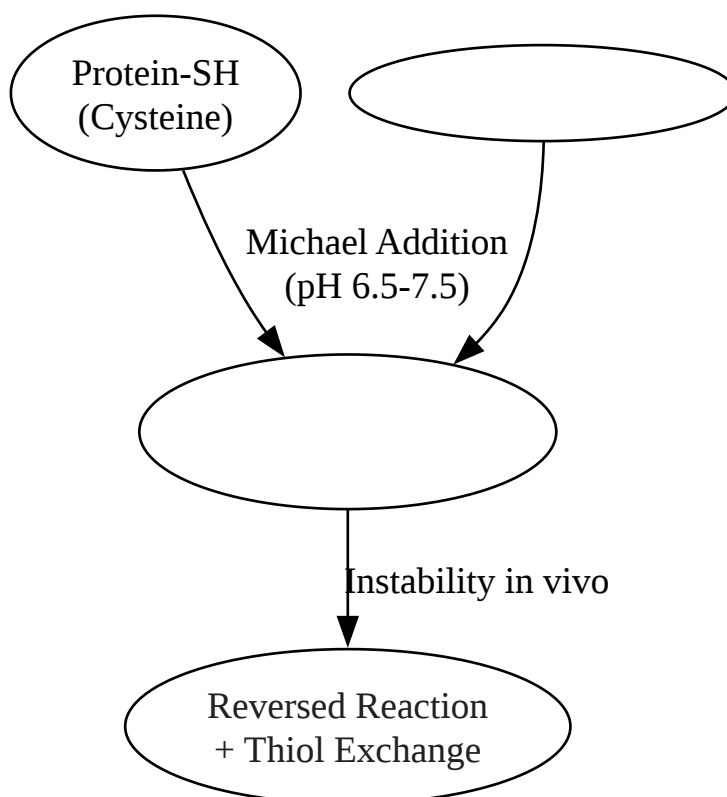 Protein-SH
(Cysteine)
Michael Addition
(pH 6.5-7.5)
Instability in vivo
Reversed Reaction
+ Thiol Exchange